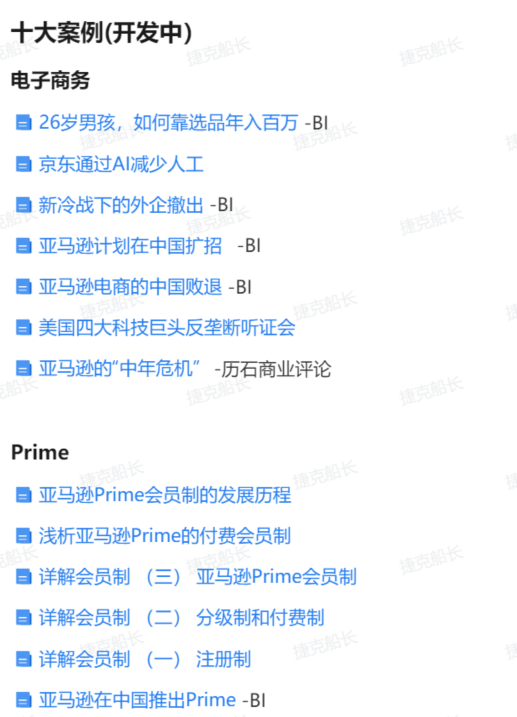 十大案例(开发中)
电子商务
26岁男孩，如何靠选品年入百万 -BI
京东通过AI减少人工
新冷战下的外企撤出 -BI
亚马逊计划在中国扩招 -BI
亚马逊电商的中国败退 -BI
美国四大科技巨头反垄断听证会
亚马逊的“中年危机” -历石商业评论
Prime
亚马逊Prime会员制的发展历程
浅析亚马逊Prime的付费会员制
详解会员制 （三） 亚马逊Prime会员制
详解会员制 （二） 分级制和付费制
详解会员制 （一） 注册制
亚马逊在中国推出Prime -BI
捷克船长